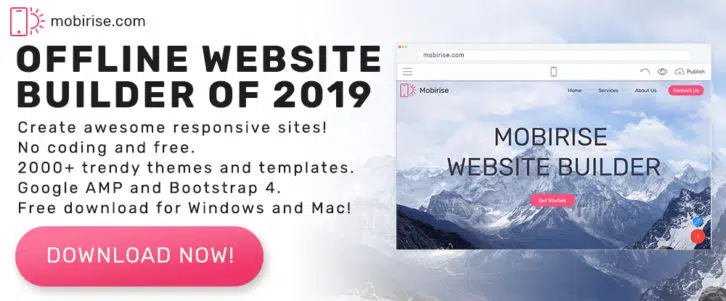 mobirise.com
OFFLINE WEBSITE
BUILDER OF 2019
Create awesome responsive sites!
No coding and free.
2000+ trendy themes and templates.
Google AMP and Bootstrap 4.
Free download for Windows and Mac!
DOWNLOAD NOW!
mobirise.com
Publish
Mobirise Home Services About Us Contact Us
MOBIRISE
WEBSITE BUILDER
Get Started